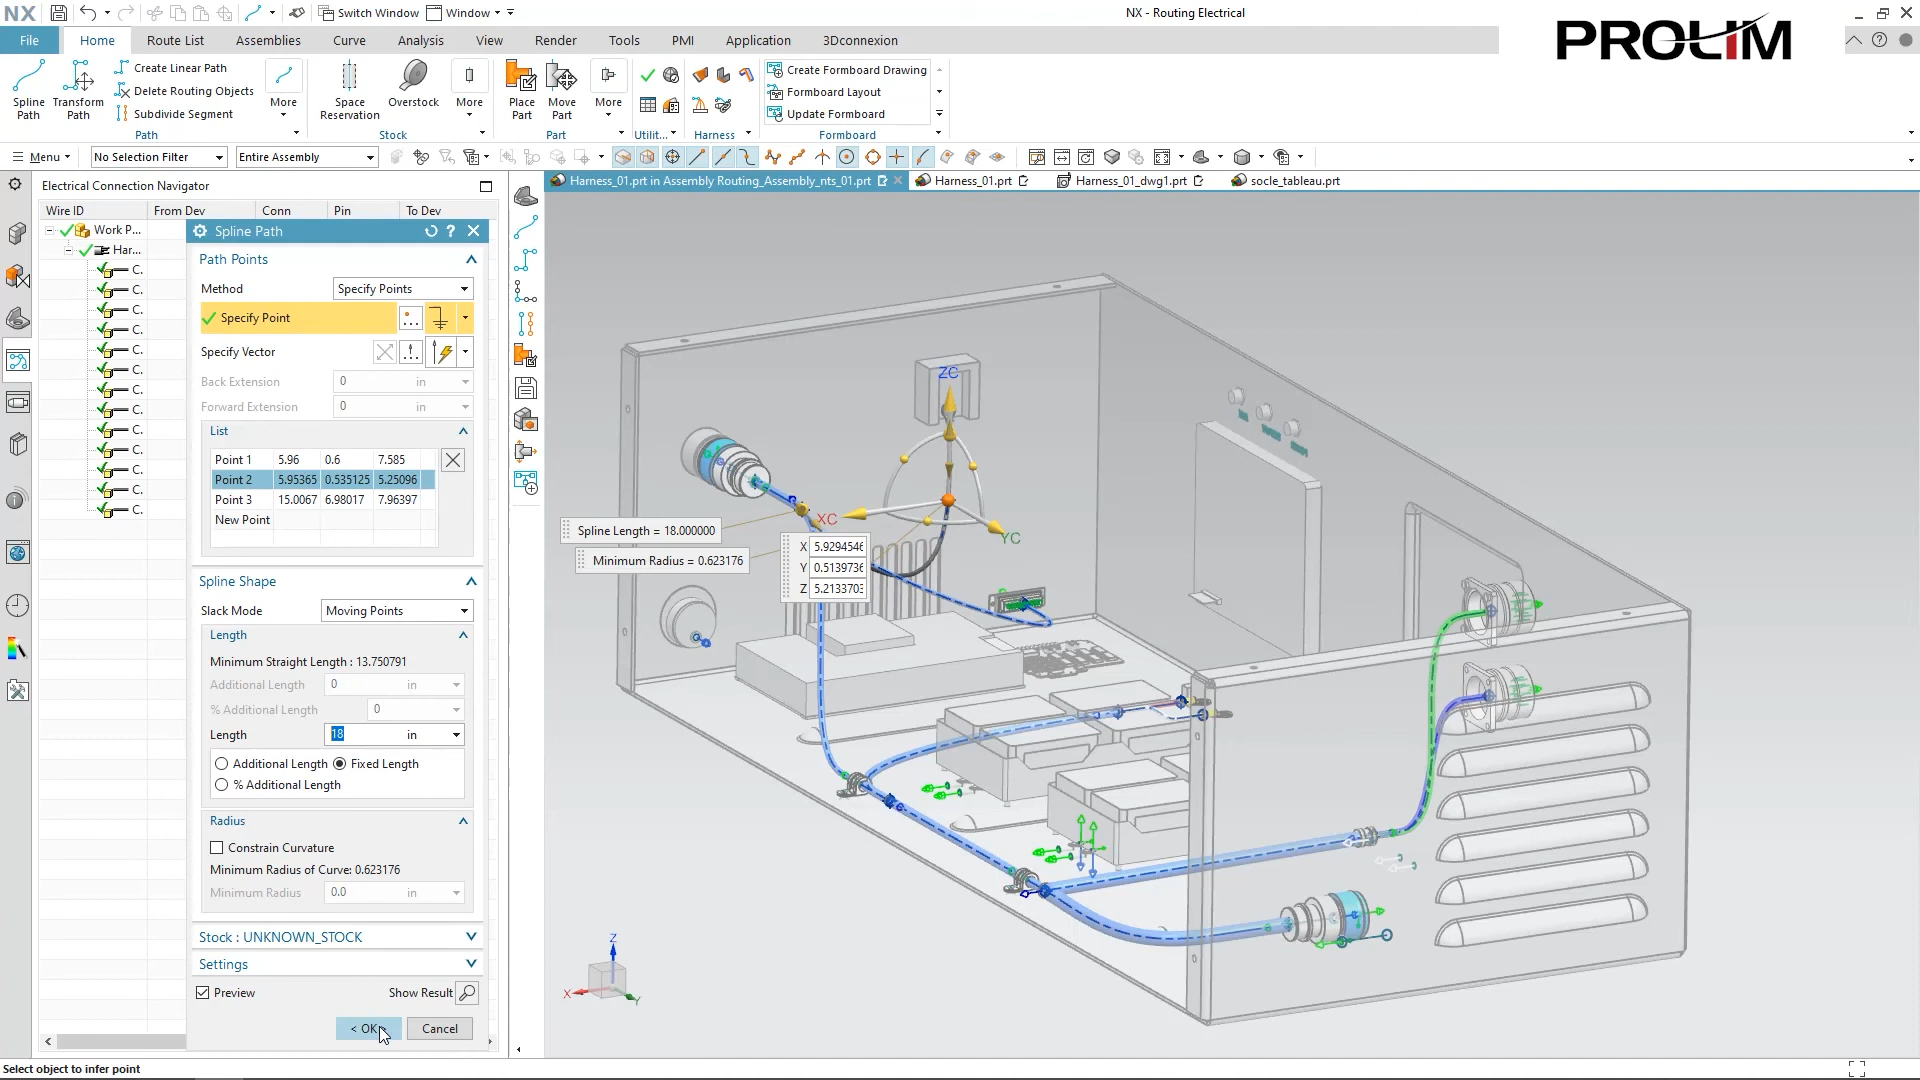 NX
Switch Window
Window
NX - Routing Electrical
PROLIM
File
Home
Route List
Assemblies
Curve
Analysis
View
Render
Tools
PMI
Application
3Dconnexion
Spline Path
Transform Path
Create Linear Path
Delete Routing Objects
Subdivide Segment
More
Path
Space Reservation
Overstock
More
Stock
Place Part
Move Part
More
Part
Utilit...
Harness
Create Formboard Drawing
Formboard Layout
Update Formboard
Formboard
Menu
No Selection Filter
Entire Assembly
Electrical Connection Navigator
Harness_01.prt in Assembly Routing_Assembly_nts_01.prt
Harness_01.prt
Harness_01_dwg1.prt
socle_tableau.prt
Wire ID
From Dev
Conn
Pin
To Dev
Work P...
Har...
C.
C.
C.
C.
C.
C.
C.
C.
C.
C.
C.
C.
C.
Spline Path
?
Path Points
Method
Specify Points
Specify Point
Specify Vector
Back Extension 0 in
Forward Extension 0 in
List
Point 1 5.96 0.6 7.585
Point 2 5.95365 0.535125 5.25096
Point 3 15.0067 6.98017 7.96397
New Point
Spline Shape
Slack Mode
Moving Points
Length
Minimum Straight Length : 13.750791
Additional Length 0 in
% Additional Length 0
Length 18 in
Additional Length
Fixed Length
% Additional Length
Radius
Constrain Curvature
Minimum Radius of Curve: 0.623176
Minimum Radius 0.0 in
Stock : UNKNOWN_STOCK
Settings
Preview
Show Result
< OK
Cancel
ZC
XC
YC
Spline Length = 18.000000
Minimum Radius = 0.623176
X 5.9294546
Y 0.5139736
Z 5.2133703
Z
X
Y
Select object to infer point